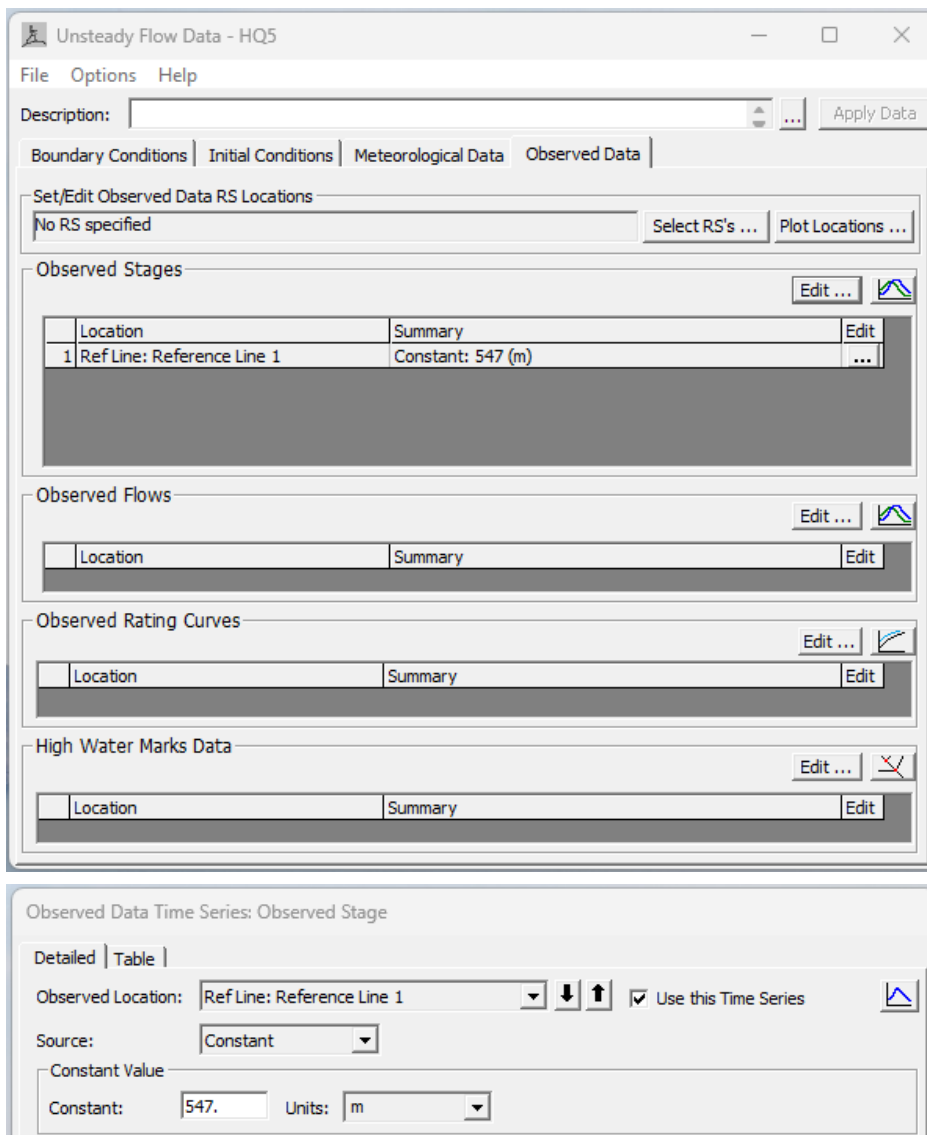 Unsteady Flow Data - HQ5
File Options Help
Description: ... Apply Data
Boundary Conditions Initial Conditions Meteorological Data Observed Data
Set/Edit Observed Data RS Locations
No RS specified Select RS's ... Plot Locations ...
Observed Stages
Edit ...
Location Summary Edit
1 Ref Line: Reference Line 1 Constant: 547 (m) ...
Observed Flows
Edit ...
Location Summary Edit
Observed Rating Curves
Edit ...
Location Summary Edit
High Water Marks Data
Edit ...
Location Summary Edit
Observed Data Time Series: Observed Stage
Detailed Table
Observed Location: Ref Line: Reference Line 1 Use this Time Series
Source: Constant
Constant Value
Constant: 547. Units: m